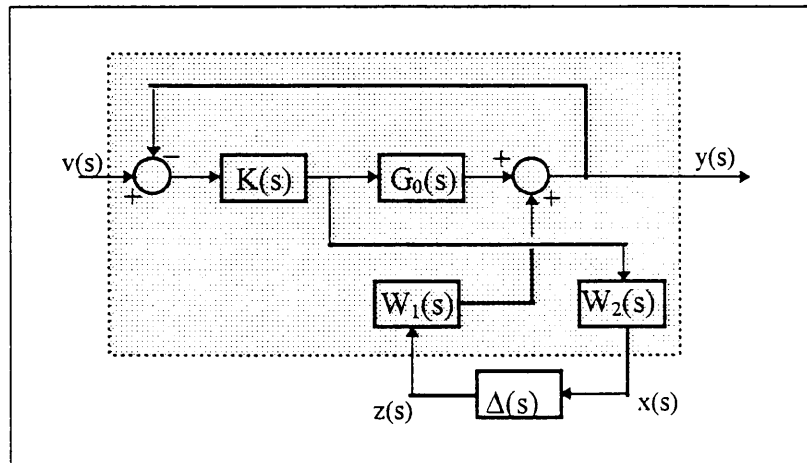 −
v(s)
+
K(s)
G₀(s)
+
+
y(s)
W₁(s)
W₂(s)
z(s)
Δ(s)
x(s)